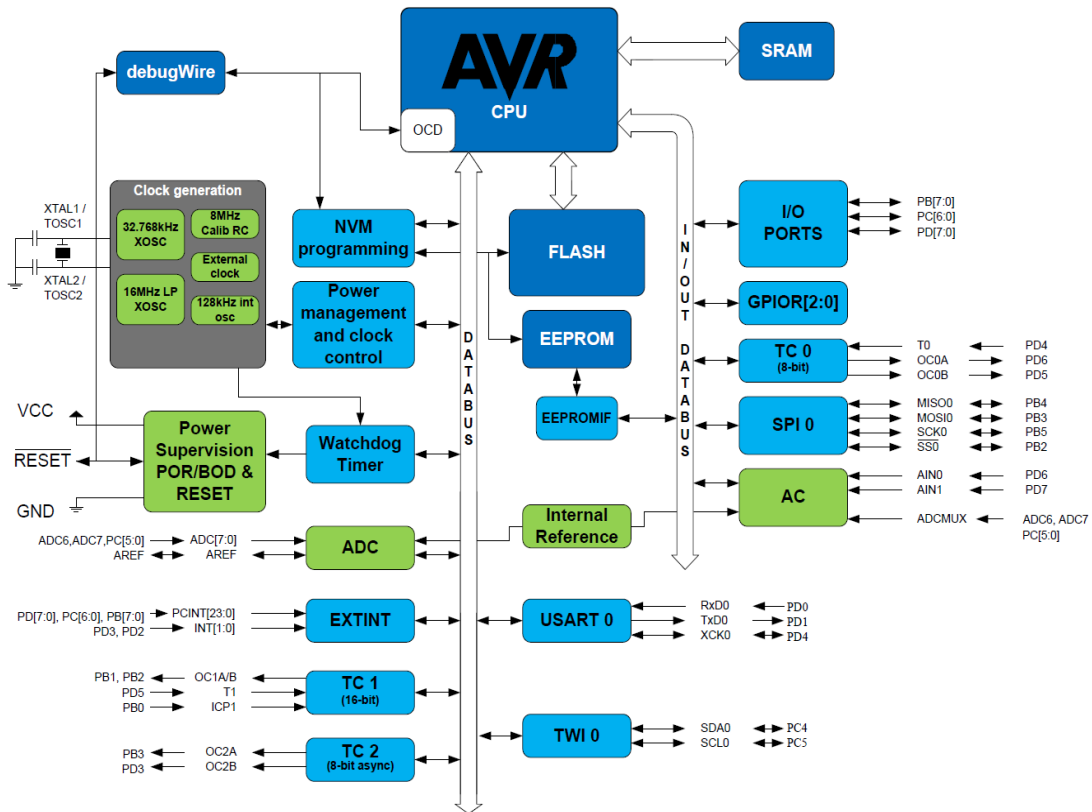 AVR
CPU
OCD
SRAM
debugWire
Clock generation
XTAL1 /
TOSC1
32.768kHz
XOSC
8MHz
Calib RC
External
clock
XTAL2 /
TOSC2
16MHz LP
XOSC
128kHz int
osc
NVM
programming
Power
management
and clock
control
FLASH
EEPROM
EEPROMIF
DATABUS
IN/OUT DATABUS
I/O
PORTS
PB[7:0]
PC[6:0]
PD[7:0]
GPIOR[2:0]
TC 0
(8-bit)
T0 PD4
OC0A PD6
OC0B PD5
SPI 0
MISO0 PB4
MOSI0 PB3
SCK0 PB5
SS0 PB2
AC
AIN0 PD6
AIN1 PD7
ADCMUX ADC6, ADC7
PC[5:0]
VCC
RESET
GND
Power
Supervision
POR/BOD &
RESET
Watchdog
Timer
Internal
Reference
ADC6,ADC7,PC[5:0] ADC[7:0]
AREF AREF
ADC
PD[7:0], PC[6:0], PB[7:0] PCINT[23:0]
PD3, PD2 INT[1:0]
EXTINT
USART 0
RxD0 PD0
TxD0 PD1
XCK0 PD4
PB1, PB2 OC1A/B
PD5 T1
PB0 ICP1
TC 1
(16-bit)
TWI 0
SDA0 PC4
SCL0 PC5
PB3 OC2A
PD3 OC2B
TC 2
(8-bit async)